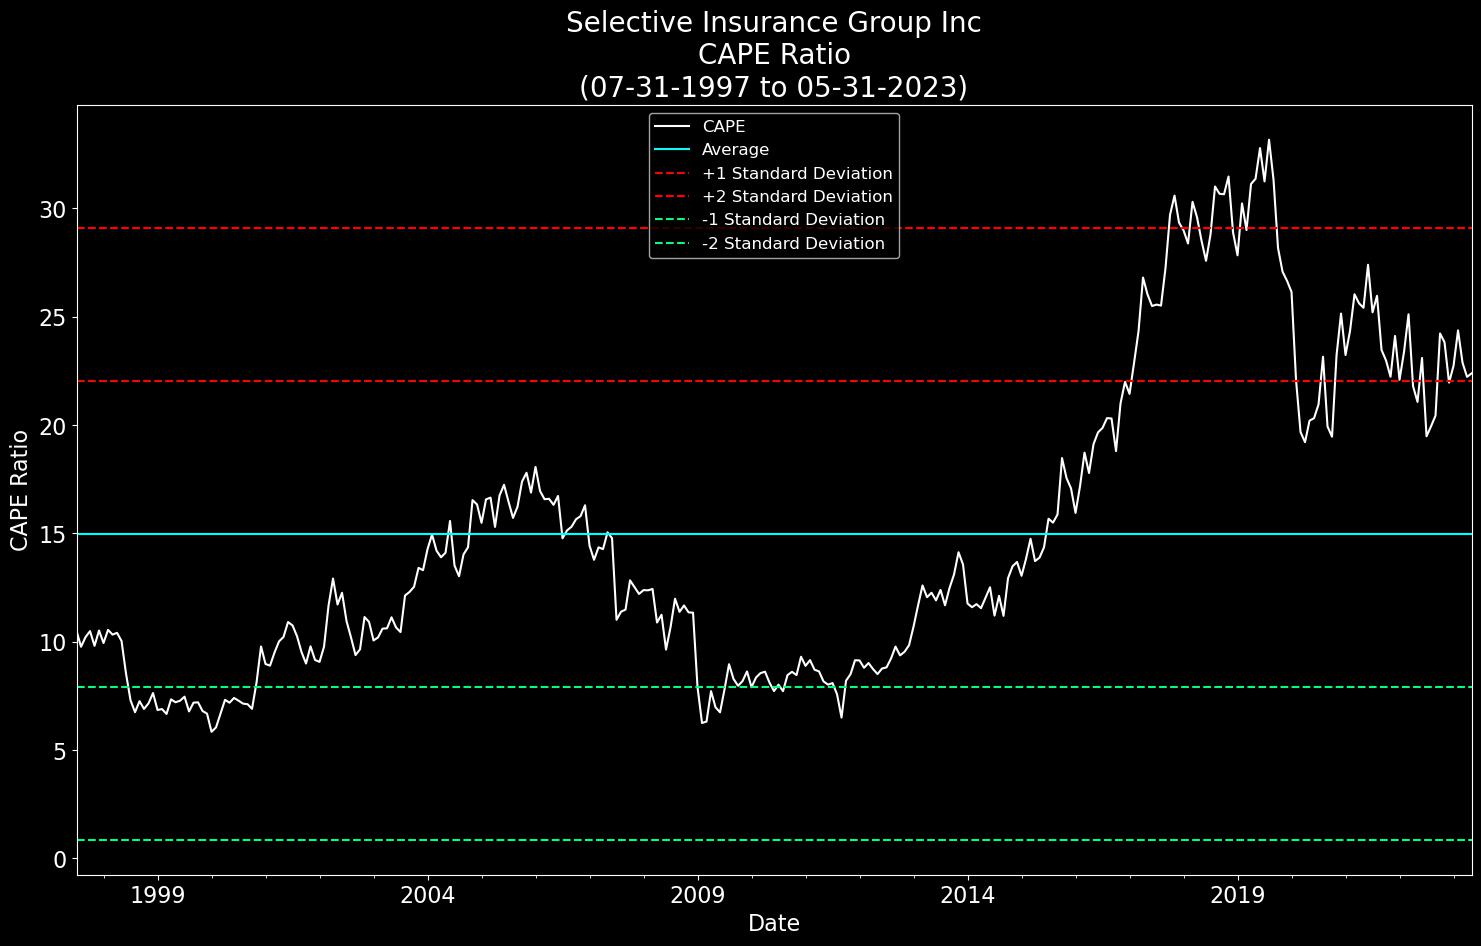 Selective Insurance Group Inc
CAPE Ratio
(07-31-1997 to 05-31-2023)
CAPE
Average
+1 Standard Deviation
+2 Standard Deviation
-1 Standard Deviation
-2 Standard Deviation
30
25
20
15
10
5
0
CAPE Ratio
1999 2004 2009 2014 2019
Date